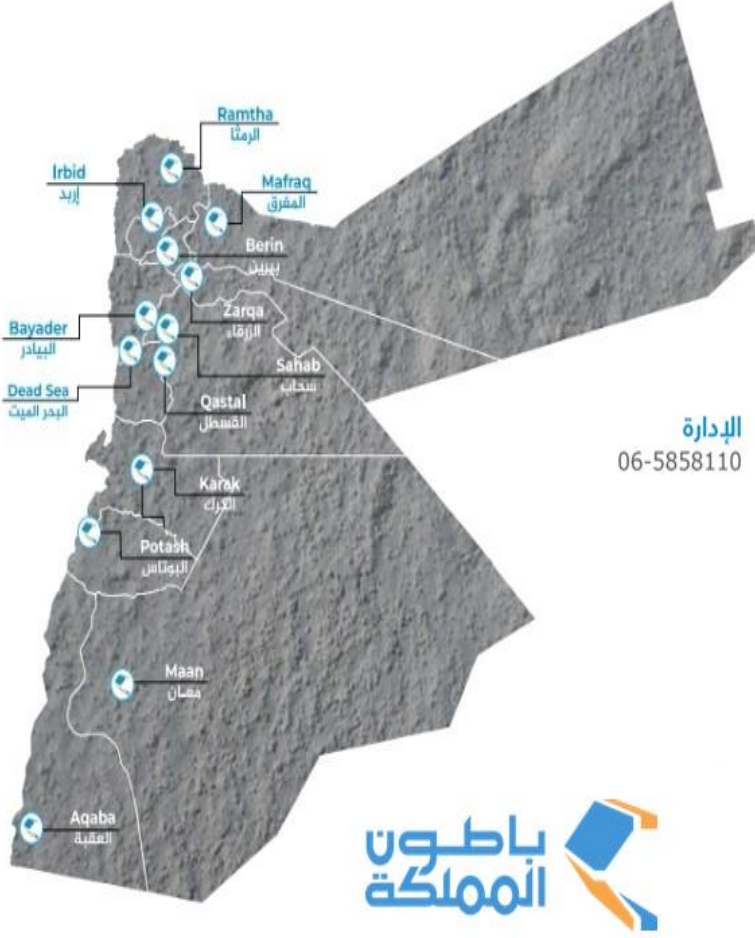 Ramtha
الرمثا
Irbid
إربد
Mafraq
المفرق
Berin
بيرين
Zarqa
الزرقاء
Bayader
البيادر
Sahab
سحاب
Dead Sea
البحر الميت
Qastal
القسطل
الإدارة
06-5858110
Karak
الكرك
Potash
البوتاس
Maan
معان
Aqaba
العقبة
باطون
المملكة